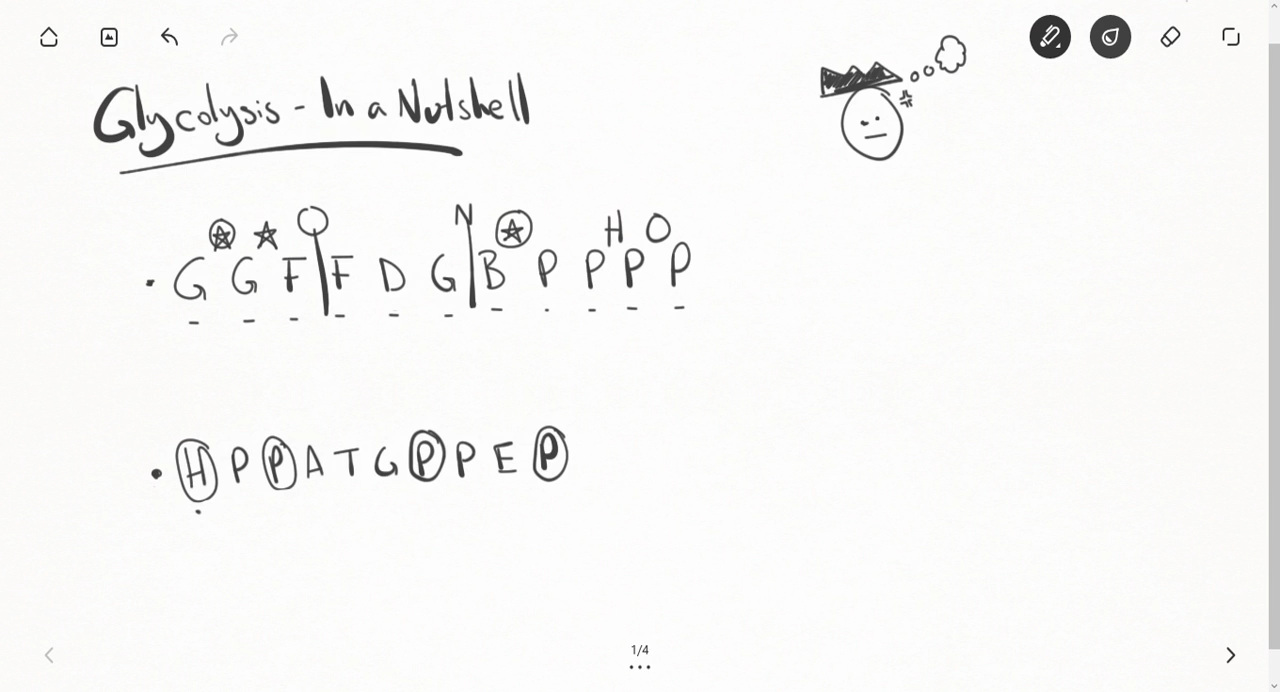 Glycolysis - In a Nutshell
N H O
G G F F D G B P P P P
H P P A T G P P E P
1/4